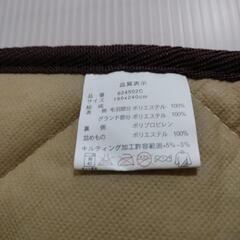 品質表示
品番 624502C
サイズ 190×240cm
組成 表側 毛羽部分 ポリエステル 100%
グランド部分 ポリエステル 100%
裏側 ポリプロピレン
詰めもの ポリエステル 100%
キルティング加工許容範囲+5%-5%